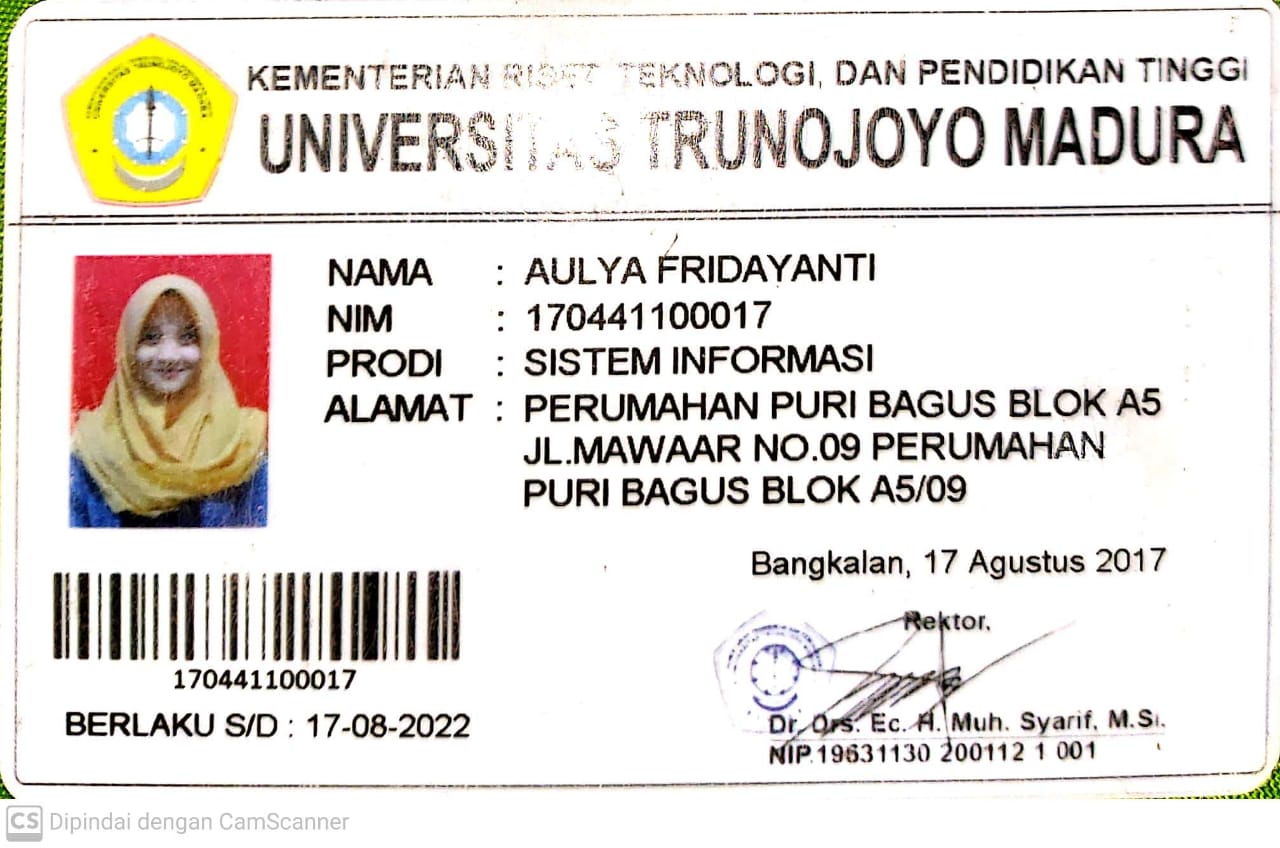 KEMENTERIAN RISET TEKNOLOGI, DAN PENDIDIKAN TINGGI
UNIVERSITAS TRUNOJOYO MADURA
NAMA : AULYA FRIDAYANTI
NIM : 170441100017
PRODI : SISTEM INFORMASI
ALAMAT : PERUMAHAN PURI BAGUS BLOK A5
JL.MAWAAR NO.09 PERUMAHAN
PURI BAGUS BLOK A5/09
Bangkalan, 17 Agustus 2017
Rektor,
170441100017
BERLAKU S/D : 17-08-2022
Dr. Drs. Ec. H. Muh. Syarif, M.Si.
NIP.19631130 200112 1 001
CS Dipindai dengan CamScanner